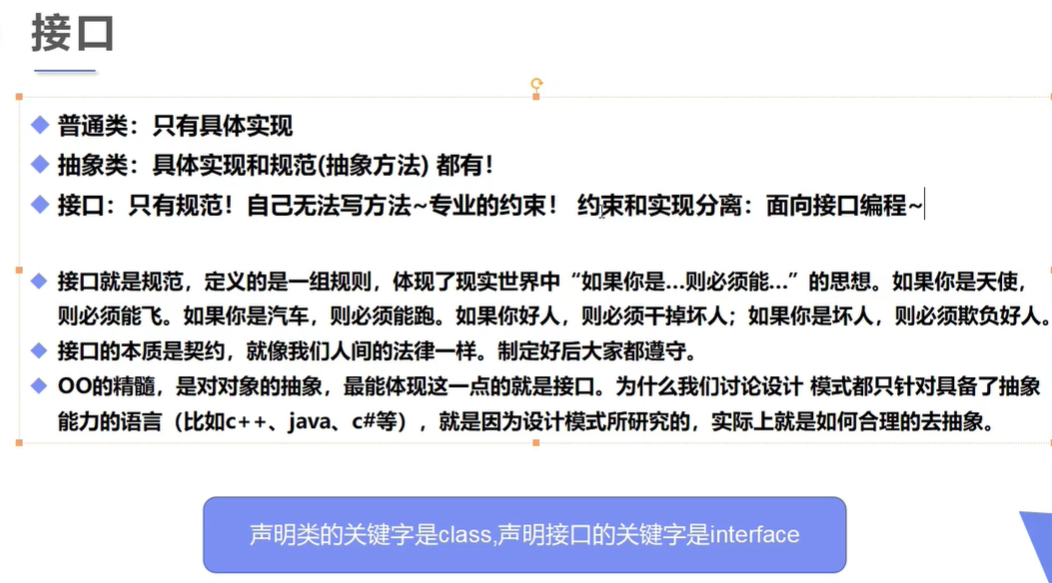 接口
普通类：只有具体实现
抽象类：具体实现和规范(抽象方法) 都有！
接口：只有规范！自己无法写方法~专业的约束！ 约束和实现分离：面向接口编程~
接口就是规范，定义的是一组规则，体现了现实世界中“如果你是...则必须能...”的思想。如果你是天使，
则必须能飞。如果你是汽车，则必须能跑。如果你好人，则必须干掉坏人；如果你是坏人，则必须欺负好人。
接口的本质是契约，就像我们人间的法律一样。制定好后大家都遵守。
OO的精髓，是对对象的抽象，最能体现这一点的就是接口。为什么我们讨论设计 模式都只针对具备了抽象
能力的语言（比如c++、java、c#等），就是因为设计模式所研究的，实际上就是如何合理的去抽象。
声明类的关键字是class,声明接口的关键字是interface